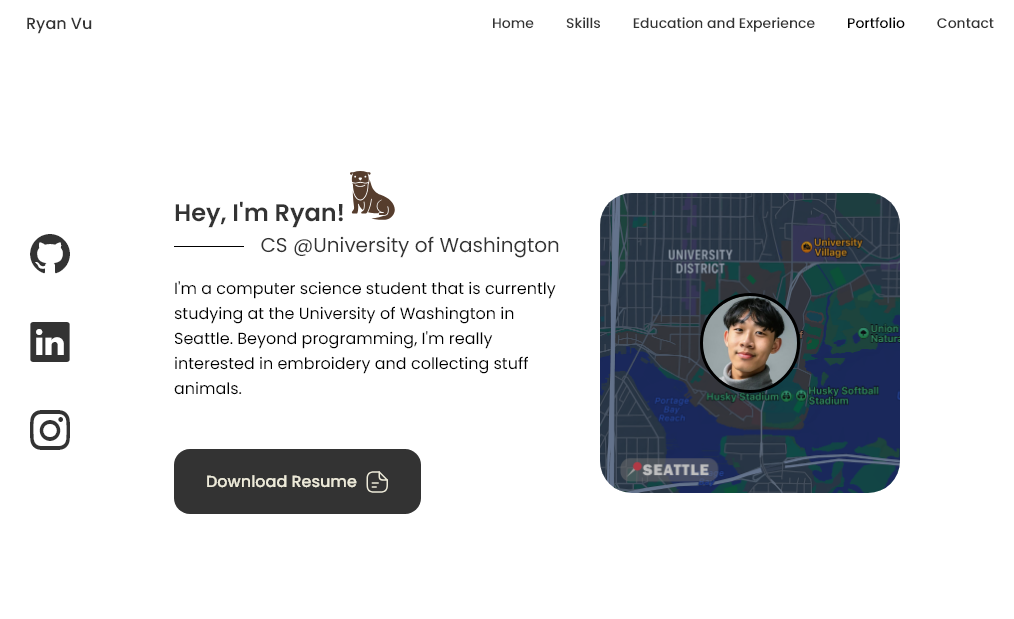 Ryan Vu
Home Skills Education and Experience Portfolio Contact
Hey, I'm Ryan!
CS @University of Washington
I'm a computer science student that is currently
studying at the University of Washington in
Seattle. Beyond programming, I'm really
interested in embroidery and collecting stuff
animals.
Download Resume
University
Village
UNIVERSITY
DISTRICT
Union
Natura
Husky Stadium
Husky Softball
Stadium
Portage
Bay
Reach
SEATTLE